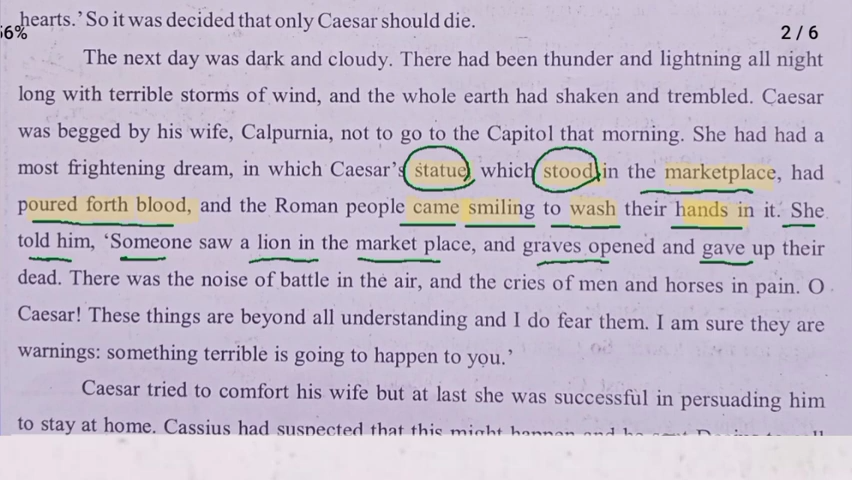 hearts.' So it was decided that only Caesar should die.
56%
2 / 6
The next day was dark and cloudy. There had been thunder and lightning all night
long with terrible storms of wind, and the whole earth had shaken and trembled. Caesar
was begged by his wife, Calpurnia, not to go to the Capitol that morning. She had had a
most frightening dream, in which Caesar's statue, which stood in the marketplace, had
poured forth blood, and the Roman people came smiling to wash their hands in it. She
told him, 'Someone saw a lion in the market place, and graves opened and gave up their
dead. There was the noise of battle in the air, and the cries of men and horses in pain. O
Caesar! These things are beyond all understanding and I do fear them. I am sure they are
warnings: something terrible is going to happen to you.'
Caesar tried to comfort his wife but at last she was successful in persuading him
to stay at home. Cassius had suspected that this might happen and he sent